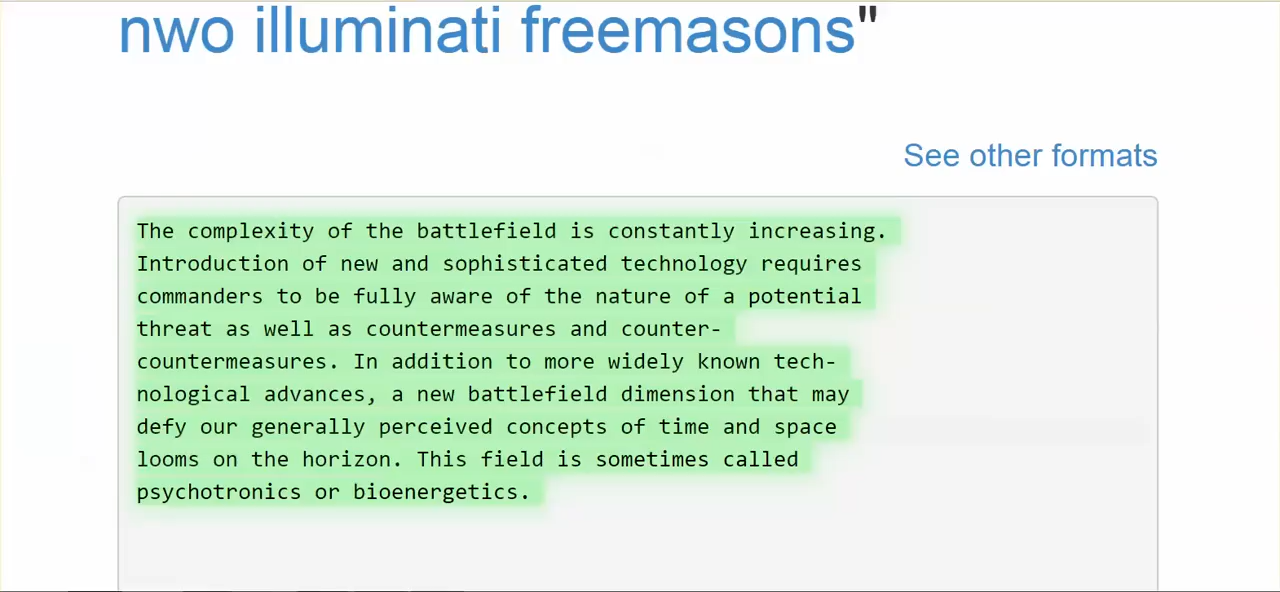 nwo illuminati freemasons"
See other formats
The complexity of the battlefield is constantly increasing.
Introduction of new and sophisticated technology requires
commanders to be fully aware of the nature of a potential
threat as well as countermeasures and counter-
countermeasures. In addition to more widely known tech-
nological advances, a new battlefield dimension that may
defy our generally perceived concepts of time and space
looms on the horizon. This field is sometimes called
psychotronics or bioenergetics.